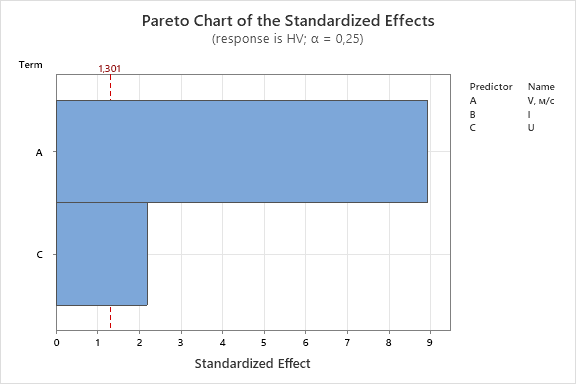 Pareto Chart of the Standardized Effects
(response is HV; α = 0,25)
Term
1,301
A
C
0 1 2 3 4 5 6 7 8 9
Standardized Effect
Predictor Name
A V, м/с
B I
C U